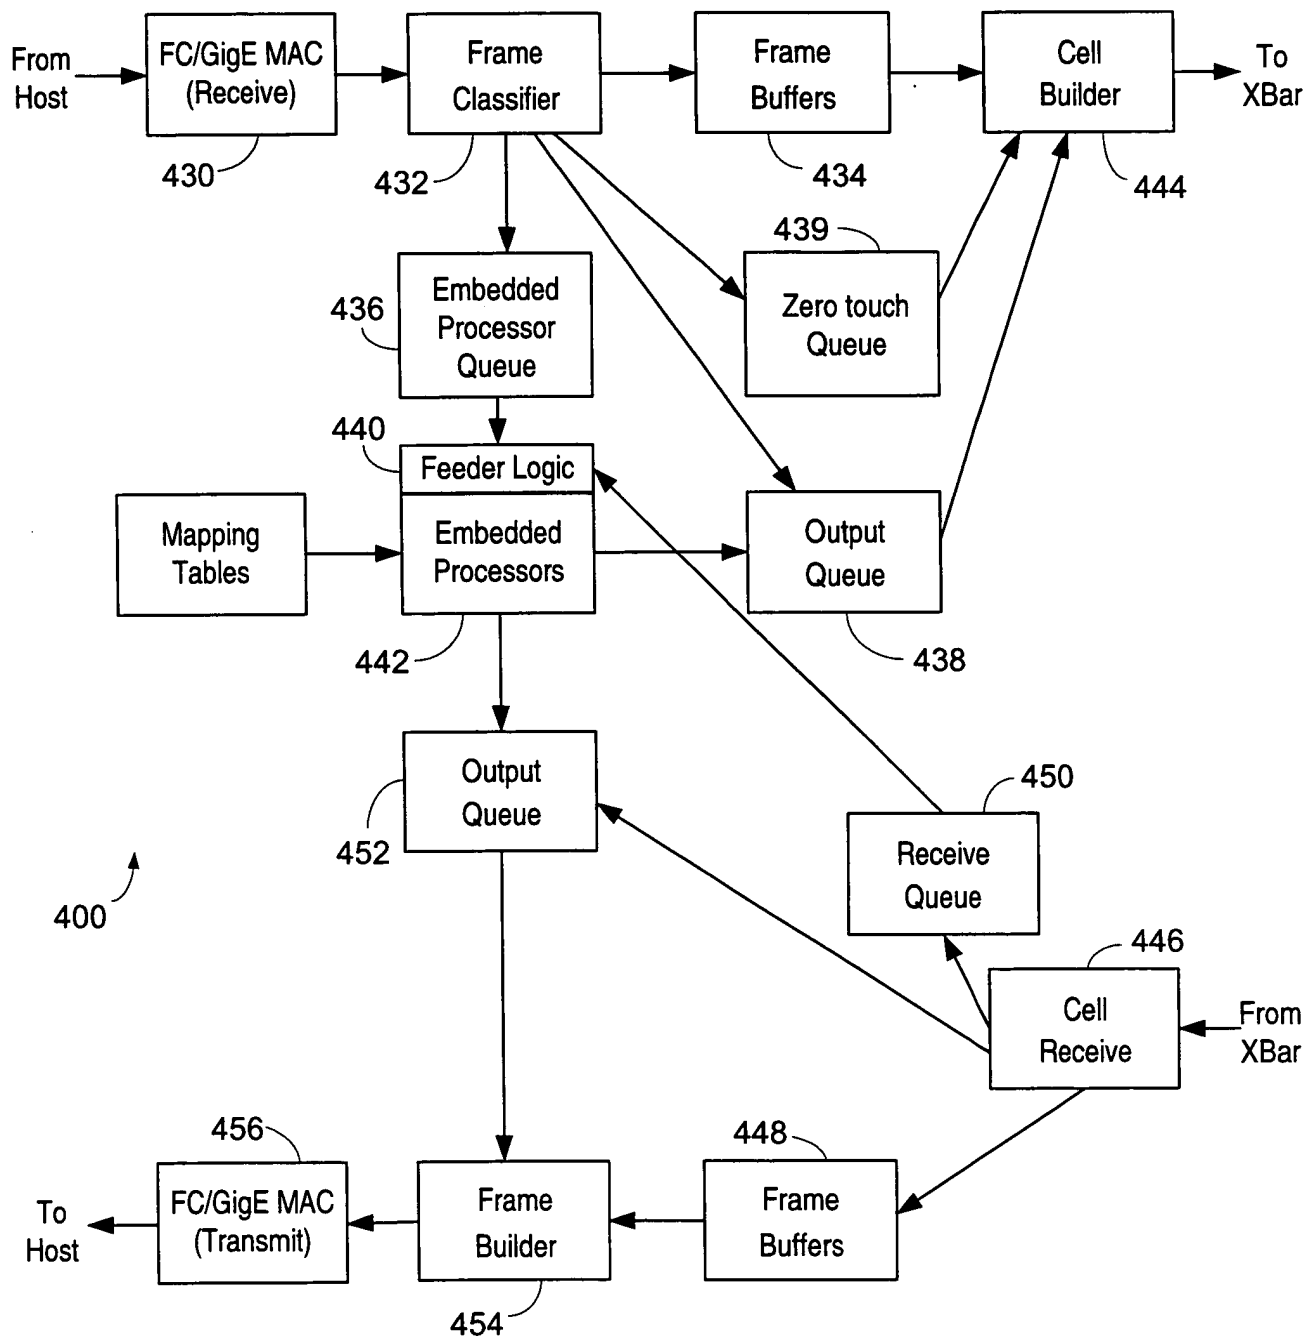 From
Host
FC/GigE MAC
(Receive)
430
Frame
Classifier
432
Frame
Buffers
434
Cell
Builder
444
To
XBar
Embedded
Processor
Queue
436
439
Zero touch
Queue
440
Feeder Logic
Mapping
Tables
Embedded
Processors
442
Output
Queue
438
Output
Queue
452
450
Receive
Queue
400
446
Cell
Receive
From
XBar
456
FC/GigE MAC
(Transmit)
To
Host
Frame
Builder
454
448
Frame
Buffers